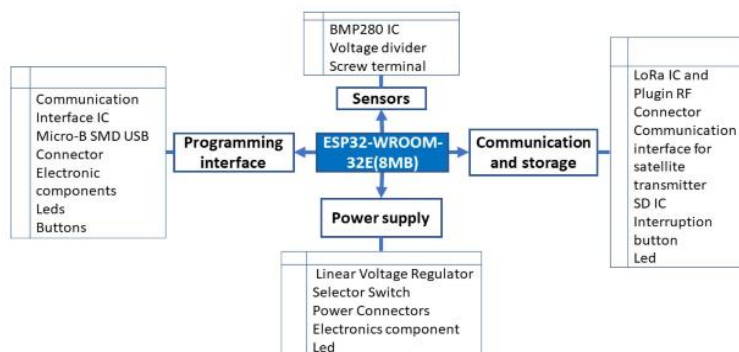 BMP280 IC
Voltage divider
Screw terminal
Sensors
Communication
Interface IC
Micro-B SMD USB
Connector
Electronic
components
Leds
Buttons
Programming
interface
ESP32-WROOM-
32E(8MB)
Communication
and storage
LoRa IC and
Plugin RF
Connector
Communication
interface for
satellite
transmitter
SD IC
Interruption
button
Led
Power supply
Linear Voltage Regulator
Selector Switch
Power Connectors
Electronics component
Led